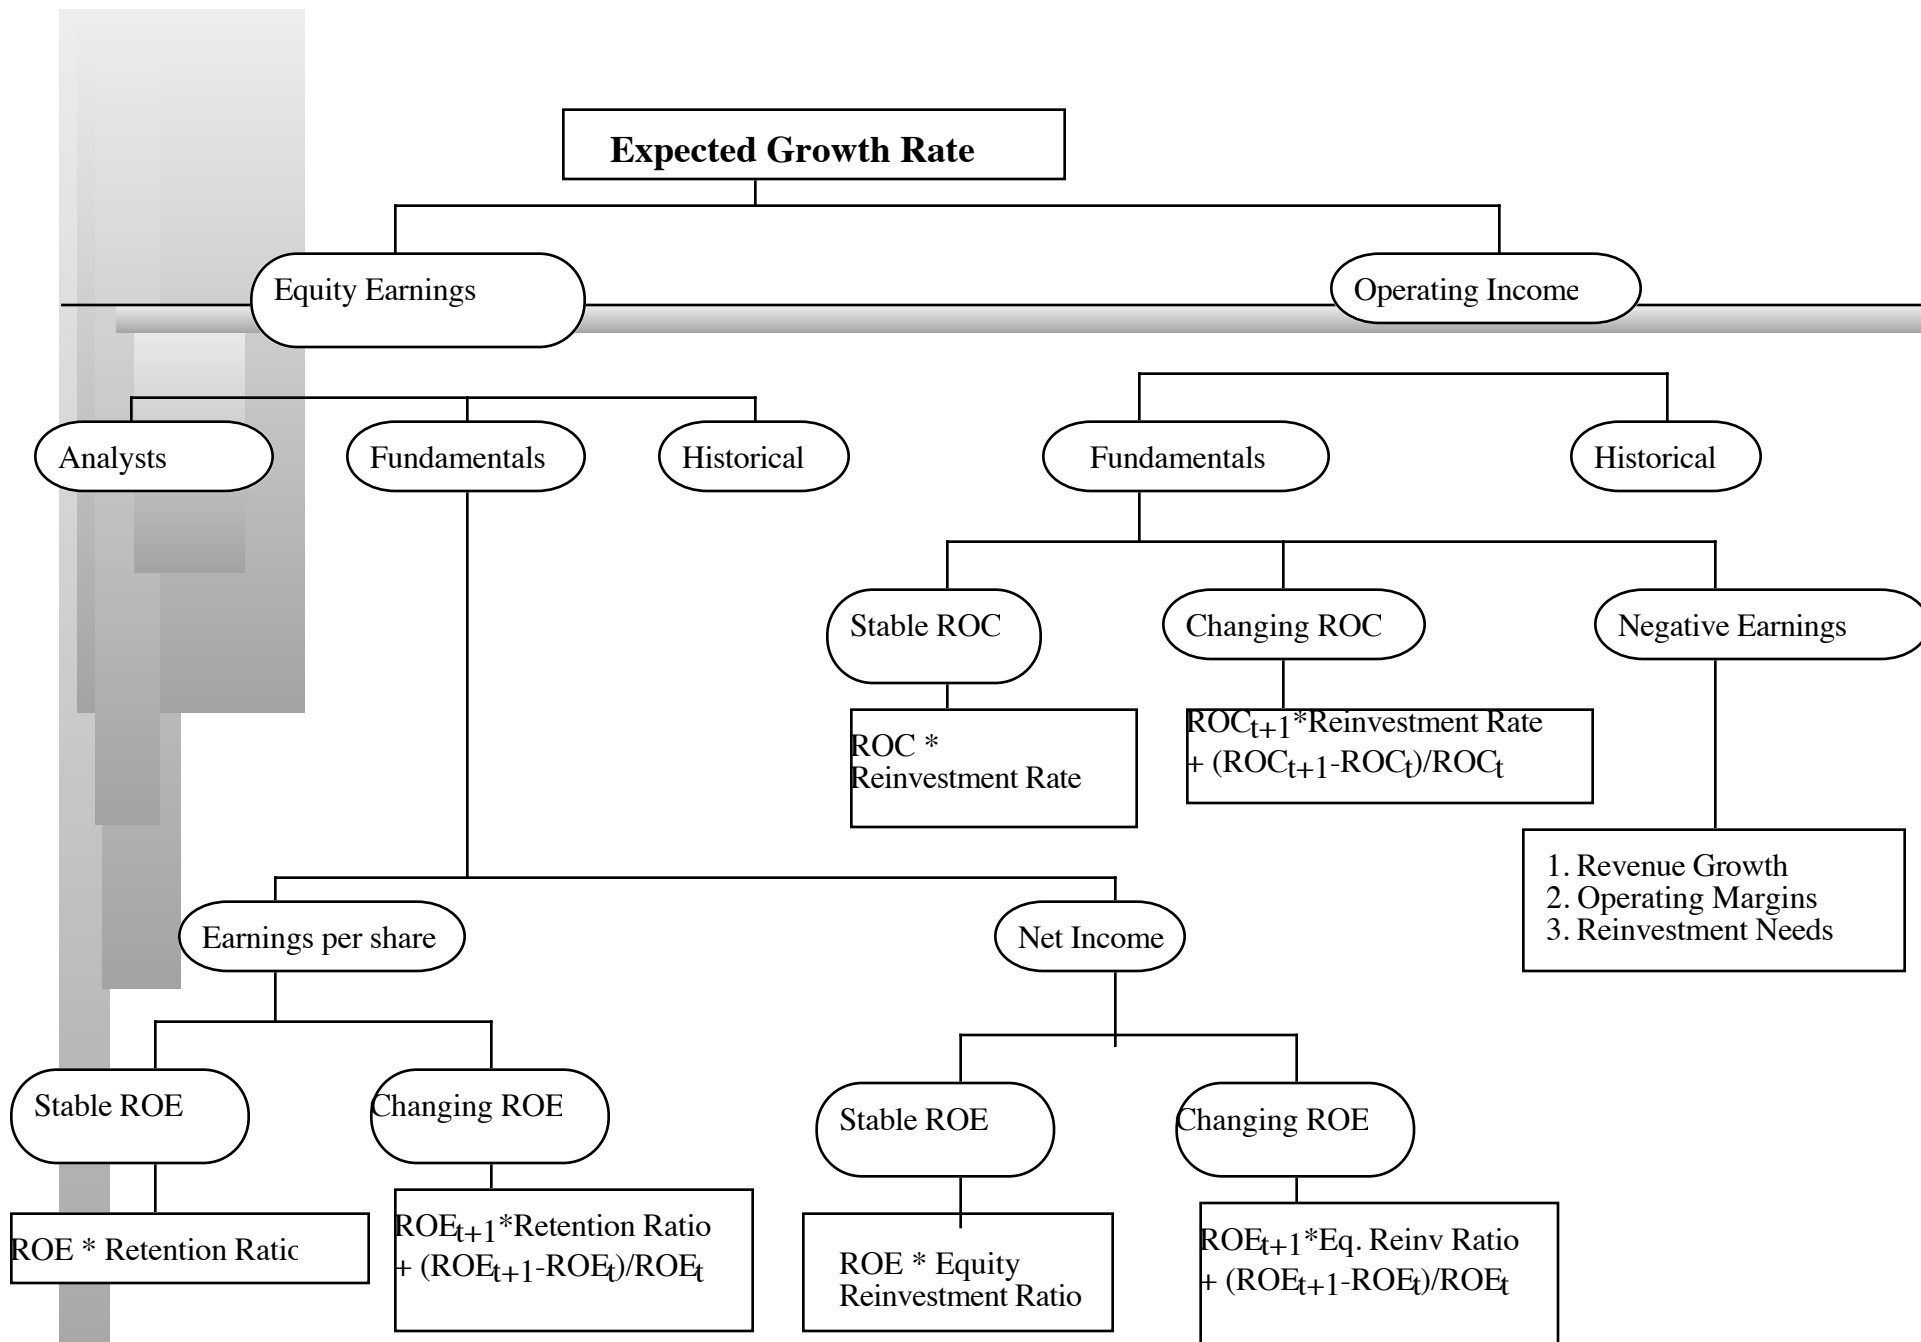 Expected Growth Rate
Equity Earnings
Operating Income
Analysts
Fundamentals
Historical
Fundamentals
Historical
Stable ROC
Changing ROC
Negative Earnings
ROC *
Reinvestment Rate
ROCt+1*Reinvestment Rate
+ (ROCt+1-ROCt)/ROCt
1. Revenue Growth
2. Operating Margins
3. Reinvestment Needs
Earnings per share
Net Income
Stable ROE
Changing ROE
Stable ROE
Changing ROE
ROE * Retention Ratio
ROEt+1*Retention Ratio
+ (ROEt+1-ROEt)/ROEt
ROE * Equity
Reinvestment Ratio
ROEt+1*Eq. Reinv Ratio
+ (ROEt+1-ROEt)/ROEt